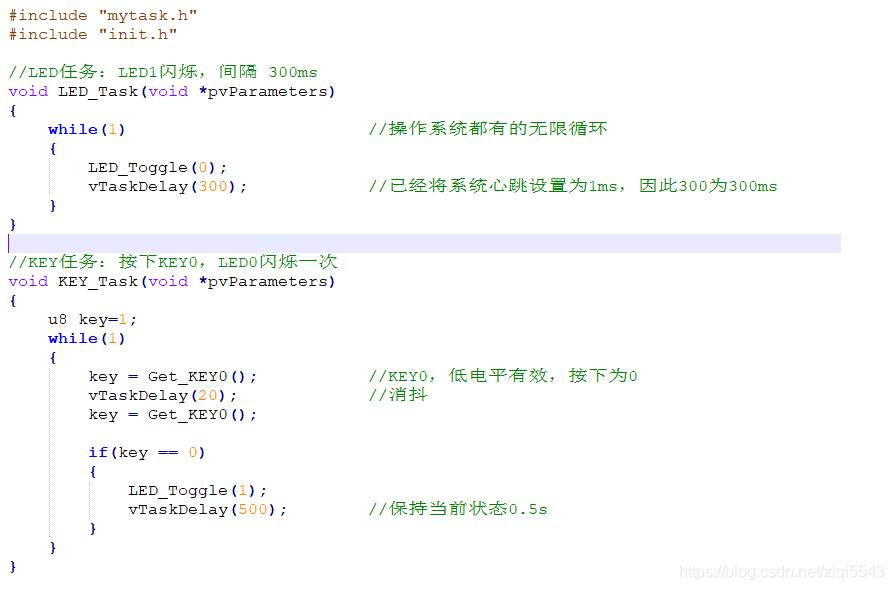 #include "mytask.h"
#include "init.h"
//LED任务：LED1闪烁，间隔 300ms
void LED_Task(void *pvParameters)
{
while(1) //操作系统都有的无限循环
{
LED_Toggle(0);
vTaskDelay(300); //已经将系统心跳设置为1ms，因此300为300ms
}
}
//KEY任务：按下KEY0，LED0闪烁一次
void KEY_Task(void *pvParameters)
{
u8 key=1;
while(1)
{
key = Get_KEY0(); //KEY0，低电平有效，按下为0
vTaskDelay(20); //消抖
key = Get_KEY0();
if(key == 0)
{
LED_Toggle(1);
vTaskDelay(500); //保持当前状态0.5s
}
}
}
https://blog.csdn.net/ziqi5543